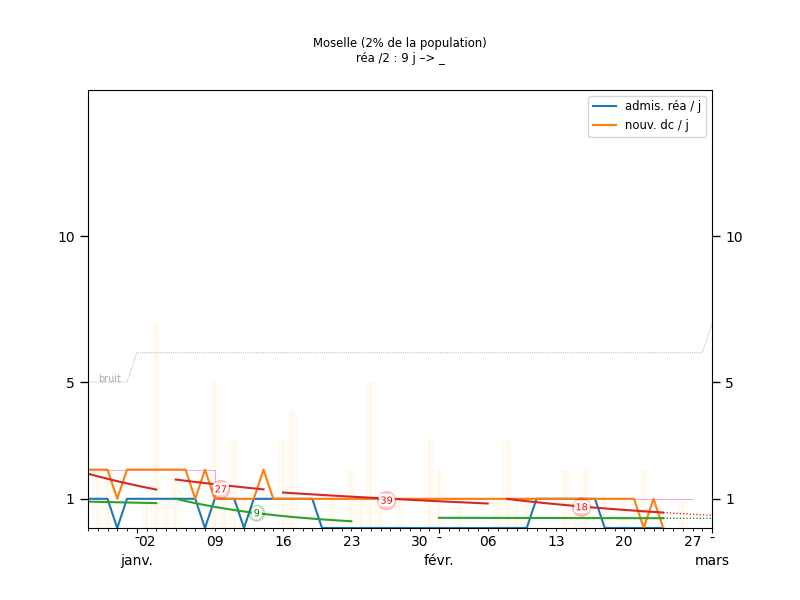 Moselle (2% de la population)
réa /2 : 9 j –> _
admis. réa / j
nouv. dc / j
10 10
bruit
5 5
27
39
18
9
1 1
02 09 16 23 30 06 13 20 27
janv. févr. mars